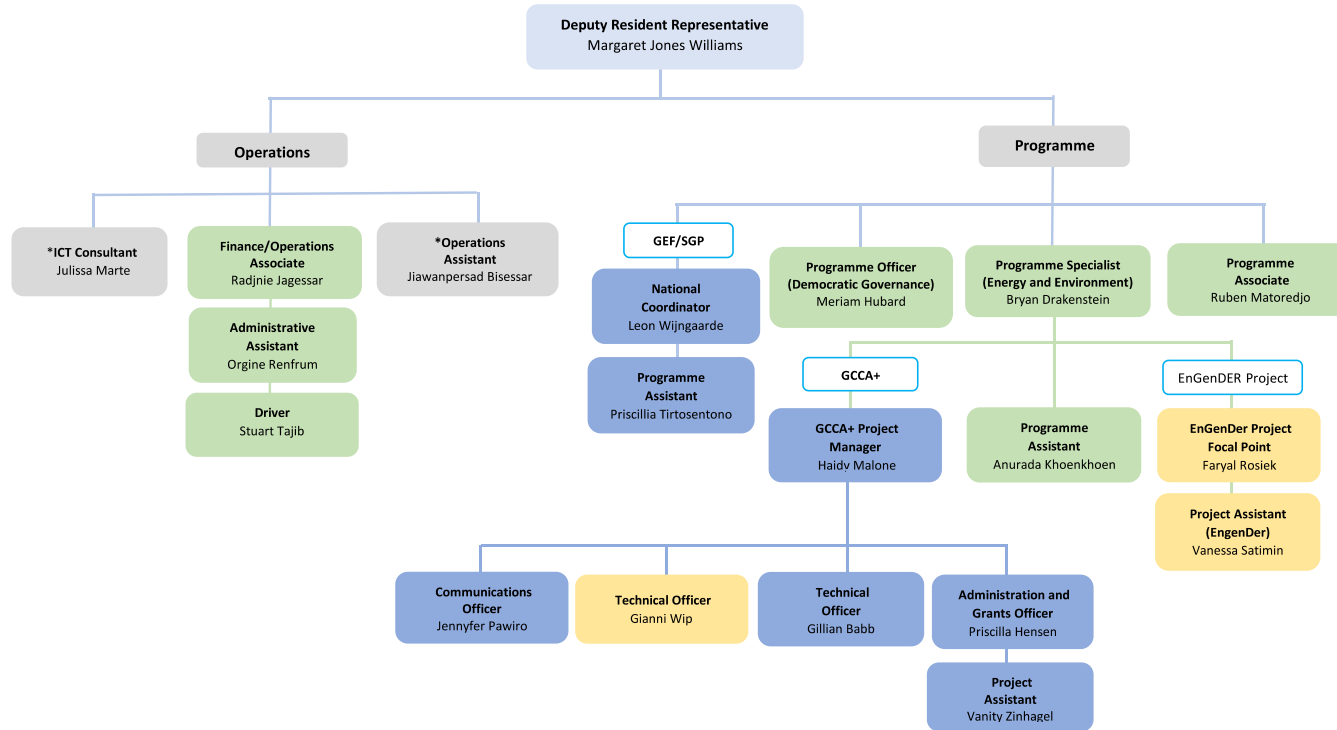 Deputy Resident Representative
Margaret Jones Williams
Operations
Programme
*ICT Consultant
Julissa Marte
Finance/Operations
Associate
Radjnie Jagessar
*Operations
Assistant
Jiawanpersad Bisessar
Administrative
Assistant
Orgine Renfrum
Driver
Stuart Tajib
GEF/SGP
National
Coordinator
Leon Wijngaarde
Programme
Assistant
Priscillia Tirtosentono
Programme Officer
(Democratic Governance)
Meriam Hubard
Programme Specialist
(Energy and Environment)
Bryan Drakenstein
Programme
Associate
Ruben Matoredjo
GCCA+
GCCA+ Project
Manager
Haidy Malone
Programme
Assistant
Anurada Khoenkhoen
EnGenDER Project
EnGenDer Project
Focal Point
Faryal Rosiek
Project Assistant
(EngenDer)
Vanessa Satimin
Communications
Officer
Jennyfer Pawiro
Technical Officer
Gianni Wip
Technical
Officer
Gillian Babb
Administration and
Grants Officer
Priscilla Hensen
Project
Assistant
Vanity Zinhagel